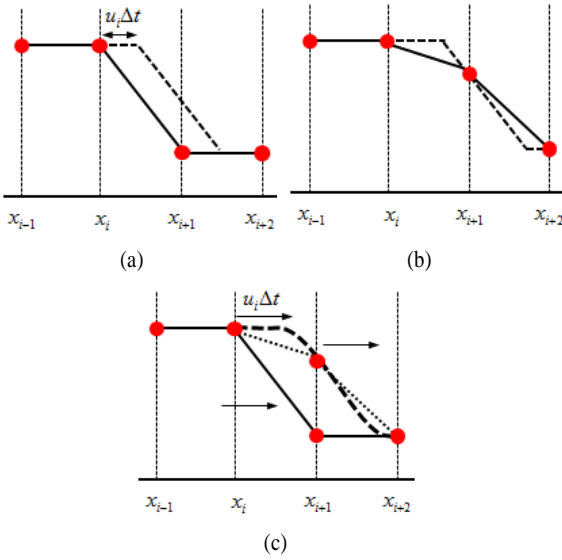 u_iΔt
x_{i−1} x_i x_{i+1} x_{i+2}
(a)
x_{i−1} x_i x_{i+1} x_{i+2}
(b)
u_iΔt
x_{i−1} x_i x_{i+1} x_{i+2}
(c)